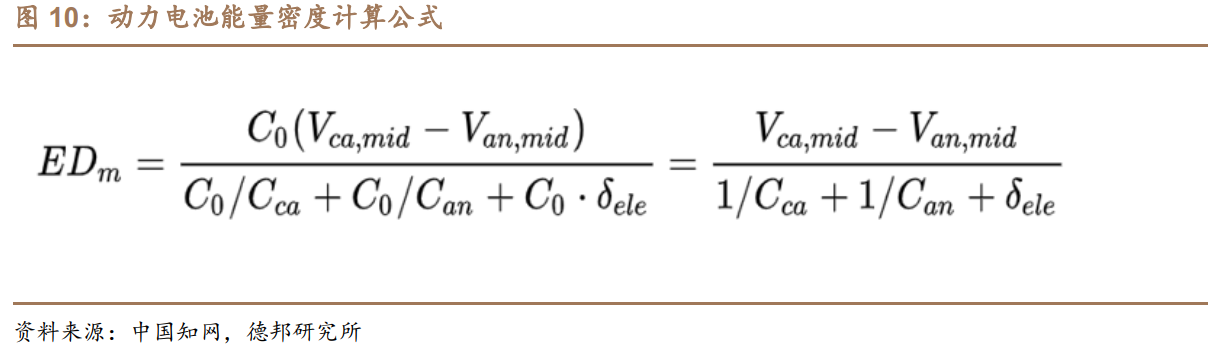 图 10：动力电池能量密度计算公式
ED_m = \frac{C_0(V_{ca,mid} - V_{an,mid})}{C_0/C_{ca} + C_0/C_{an} + C_0 \cdot \delta_{ele}} = \frac{V_{ca,mid} - V_{an,mid}}{1/C_{ca} + 1/C_{an} + \delta_{ele}}
资料来源：中国知网，德邦研究所